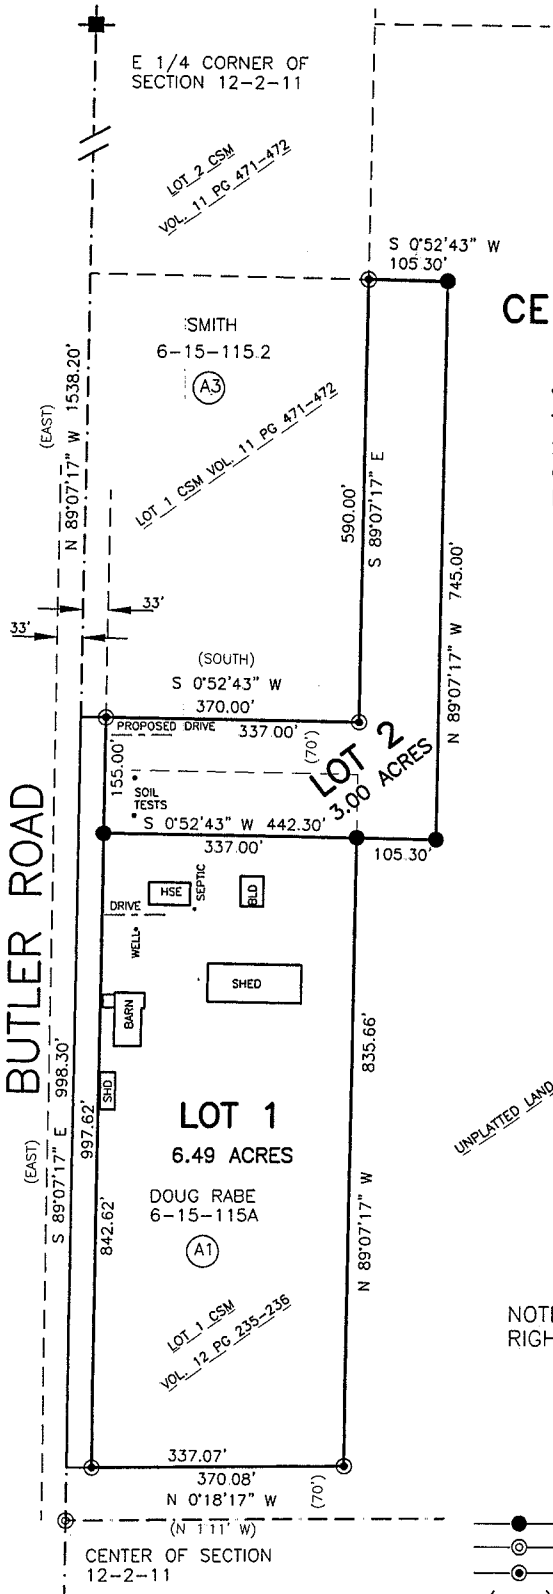 E 1/4 CORNER OF
SECTION 12-2-11
LOT 2 CSM
VOL. 11 PG 471-472
S 0°52'43" W
105.30'
CE
SMITH
6-15-115.2
A3
LOT 1 CSM VOL. 11 PG 471-472
(EAST)
N 89°07'17" W 1538.20'
590.00'
S 89°07'17" E
N 89°07'17" W 745.00'
33'
33'
(SOUTH)
S 0°52'43" W
370.00'
PROPOSED DRIVE
337.00'
(70')
155.00'
SOIL
TESTS
LOT 2
3.00 ACRES
S 0°52'43" W 442.30'
337.00'
105.30'
HSE
SEPTIC
BLD
DRIVE
WELL
SHED
BARN
SHD
BUTLER ROAD
(EAST)
S 89°07'17" E 998.30'
997.62'
842.62'
835.66'
N 89°07'17" W
LOT 1
6.49 ACRES
DOUG RABE
6-15-115A
A1
LOT 1 CSM
VOL. 12 PG 235-236
UNPLATTED LAND
NOTE
RIGH
337.07'
370.08'
N 0°18'17" W
(70')
(N 1°11' W)
CENTER OF SECTION
12-2-11